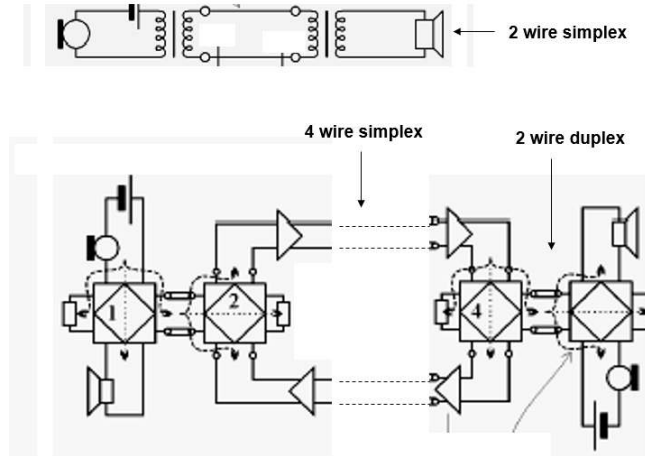 2 wire simplex
4 wire simplex
2 wire duplex
1
2
4